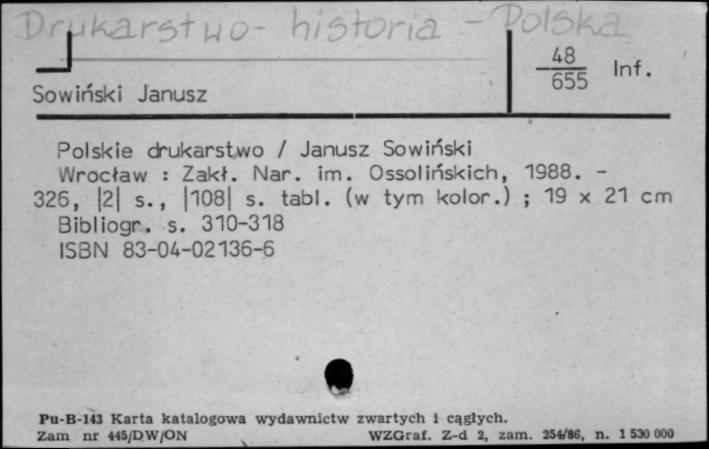 Drukarstwo - historia - Polska
48
655 Inf.
Sowiński Janusz
Polskie drukarstwo / Janusz Sowiński
Wrocław : Zakł. Nar. im. Ossolińskich, 1988. -
326, |2| s., |108| s. tabl. (w tym kolor.) ; 19 x 21 cm
Bibliogr. s. 310-318
ISBN 83-04-02136-6
Pu-B-143 Karta katalogowa wydawnictw zwartych i cągłych.
Zam nr 445/DW/ON WZGraf. Z-d 2, zam. 254/86, n. 1 530 000